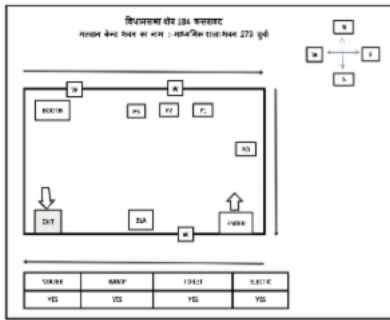 विधानसभा क्षेत्र 184 कसरावद
मतदान केन्द्र भवन का नाम :- माध्यमिक शाला भवन 273 सुर्वी
N
W E
S
W W
BOOTH P3 P2 P1
PO
EXIT BLA ENTER
W
WATER RAMP TOILET ELECTRIC
YES YES YES YES